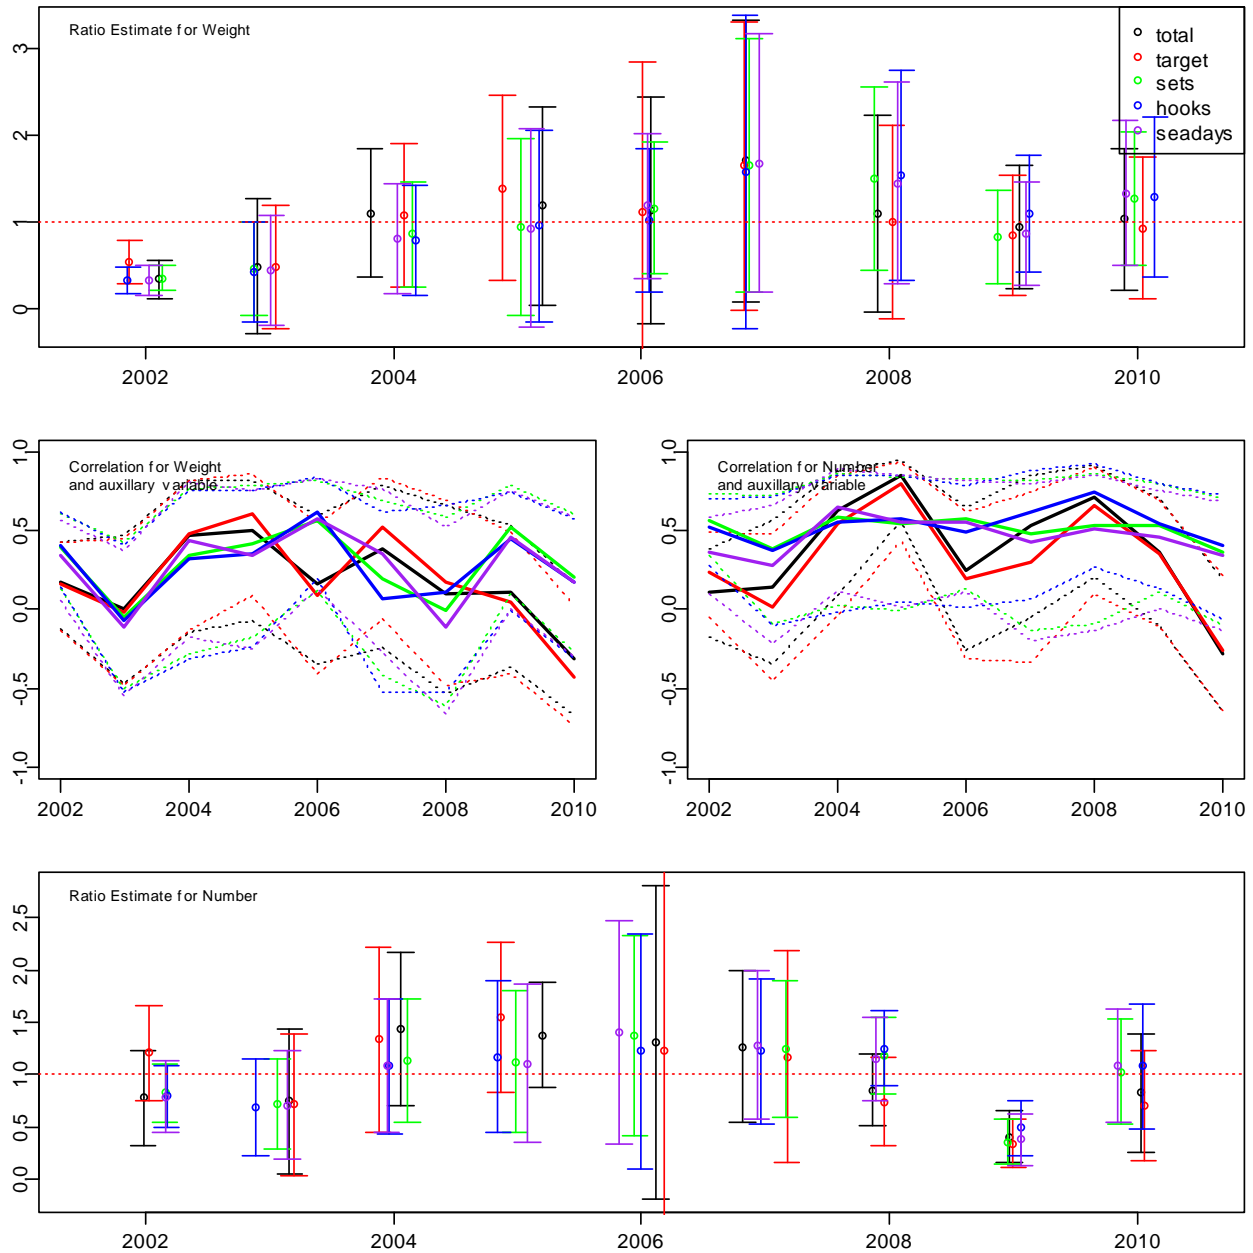 Ratio Estimate for Weight
total
target
sets
hooks
seadays
3
2
1
0
2002 2004 2006 2008 2010
Correlation for Weight
and auxillary variable
1.0
0.5
0.0
-0.5
-1.0
2002 2004 2006 2008 2010
Correlation for Number
and auxillary variable
1.0
0.5
0.0
-0.5
-1.0
2002 2004 2006 2008 2010
Ratio Estimate for Number
2.5
2.0
1.5
1.0
0.5
0.0
2002 2004 2006 2008 2010